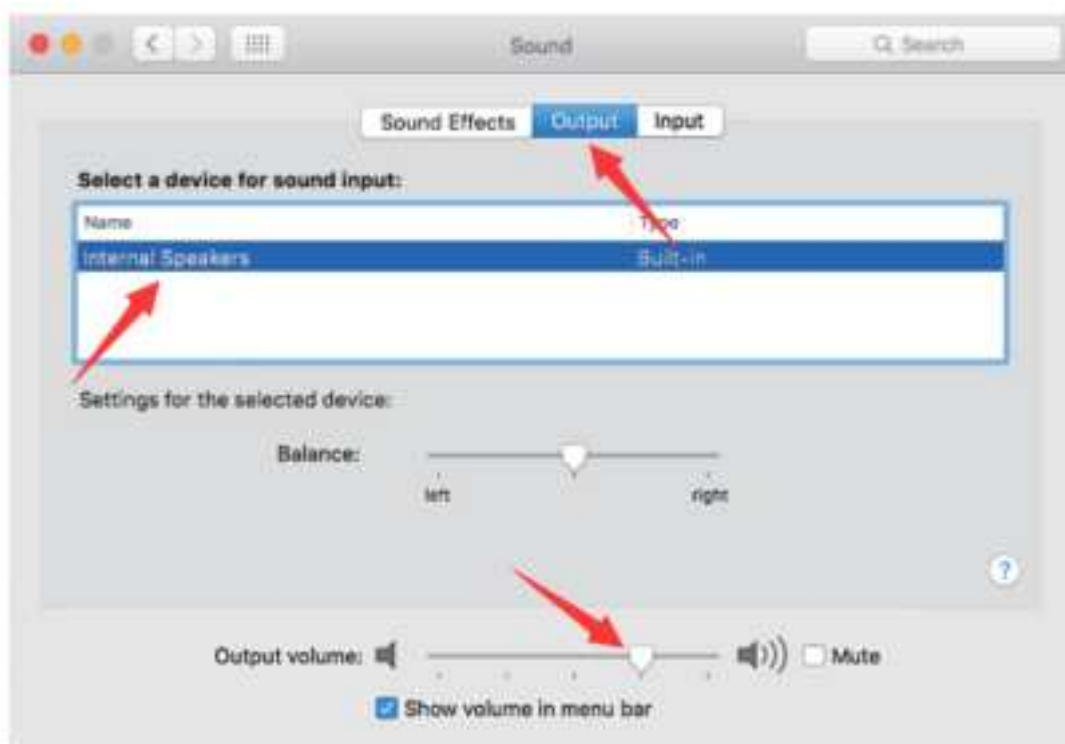 Sound
Search
Sound Effects Output Input
Select a device for sound input:
Name Type
Internal Speakers Built-in
Settings for the selected device:
Balance:
left right
?
Output volume: Mute
Show volume in menu bar